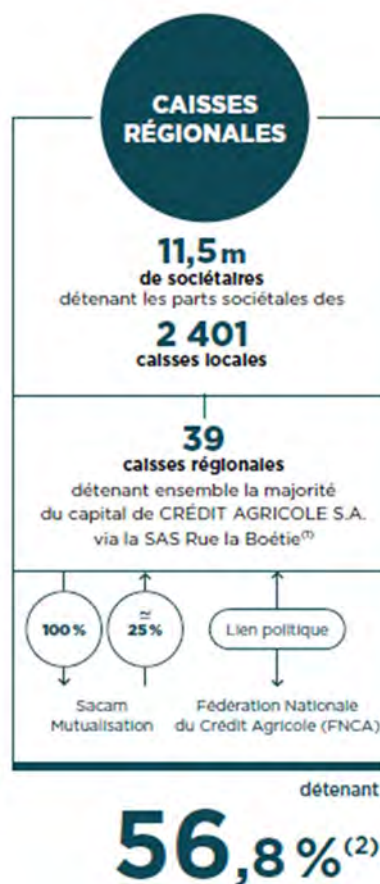 CAISSES
RÉGIONALES
11,5 m
de sociétaires
détenant les parts sociétales des
2 401
caisses locales
39
caisses régionales
détenant ensemble la majorité
du capital de CRÉDIT AGRICOLE S.A.
via la SAS Rue la Boétie(1)
100 %
≃
25 %
Lien politique
Sacam
Mutualisation
Fédération Nationale
du Crédit Agricole (FNCA)
détenant
56,8 %(2)